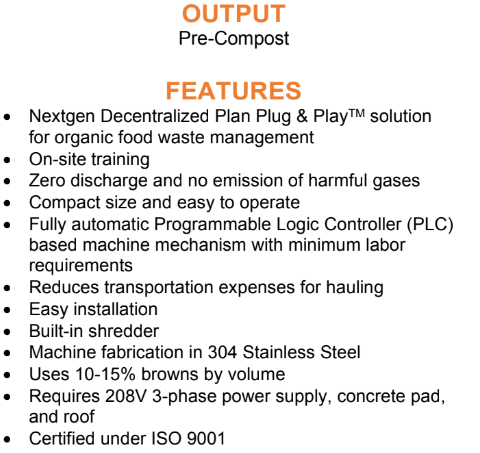 OUTPUT
Pre-Compost
FEATURES
• Nextgen Decentralized Plan Plug & Play™ solution
for organic food waste management
• On-site training
• Zero discharge and no emission of harmful gases
• Compact size and easy to operate
• Fully automatic Programmable Logic Controller (PLC)
based machine mechanism with minimum labor
requirements
• Reduces transportation expenses for hauling
• Easy installation
• Built-in shredder
• Machine fabrication in 304 Stainless Steel
• Uses 10-15% browns by volume
• Requires 208V 3-phase power supply, concrete pad,
and roof
• Certified under ISO 9001